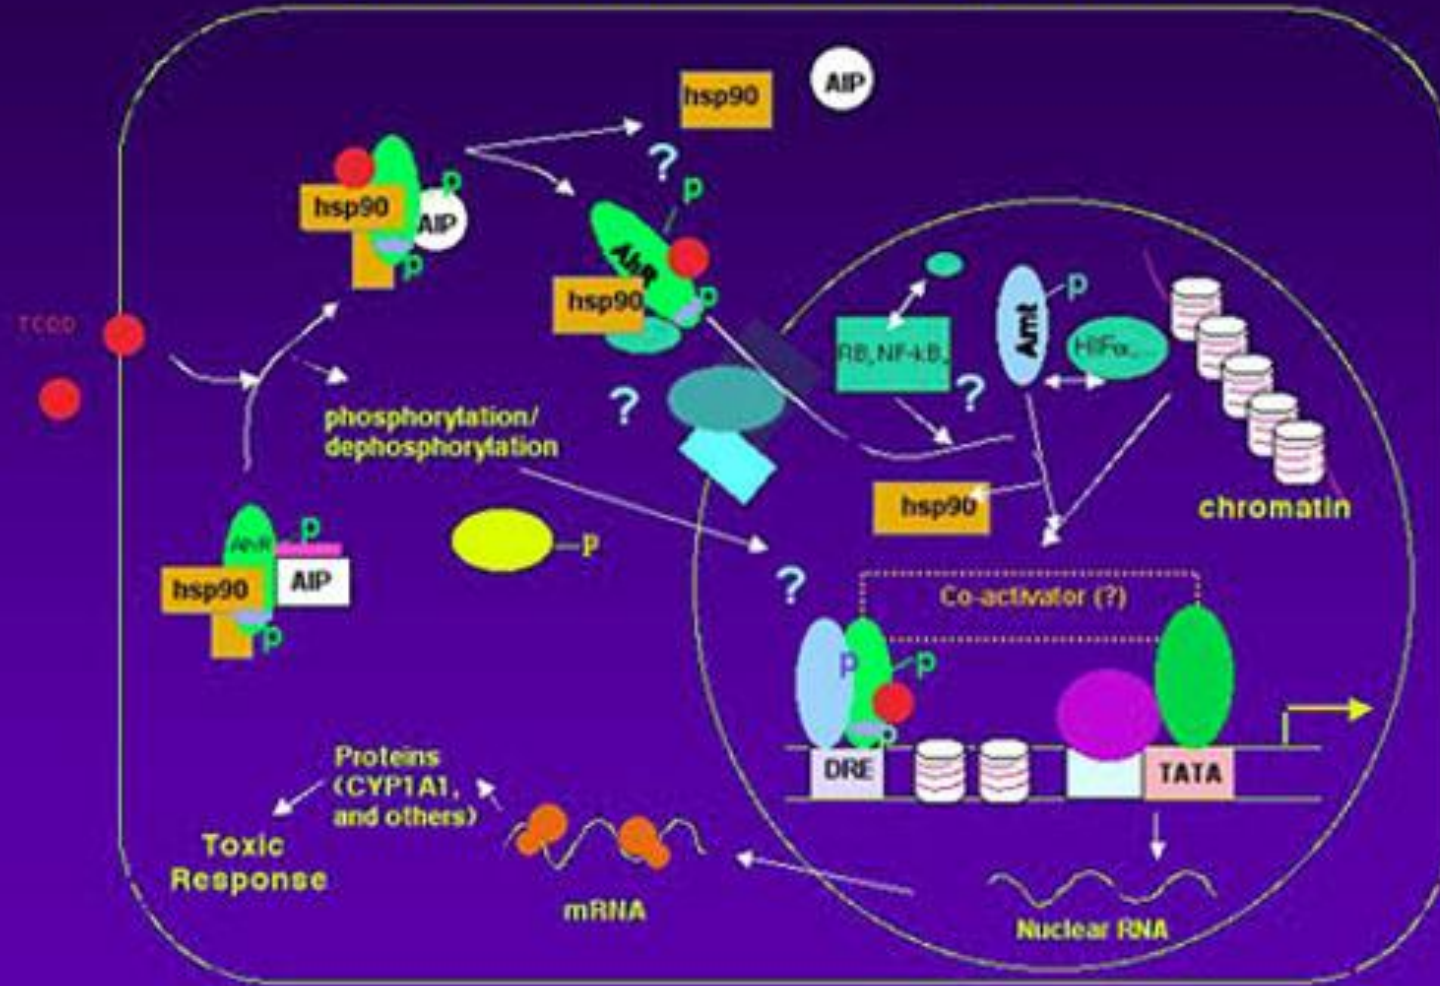 hsp90
AIP
p
hsp90
AIP
p
?
p
AhR
hsp90
p
TCDD
?
phosphorylation/
dephosphorylation
RB, NF-kB,
?
Arnt
p
HIFα,...
hsp90
chromatin
AhR
p
hsp90
AIP
p
p
?
Co-activator (?)
p
p
p
DRE
TATA
Proteins
(CYP1A1,
and others)
Toxic
Response
mRNA
Nuclear RNA